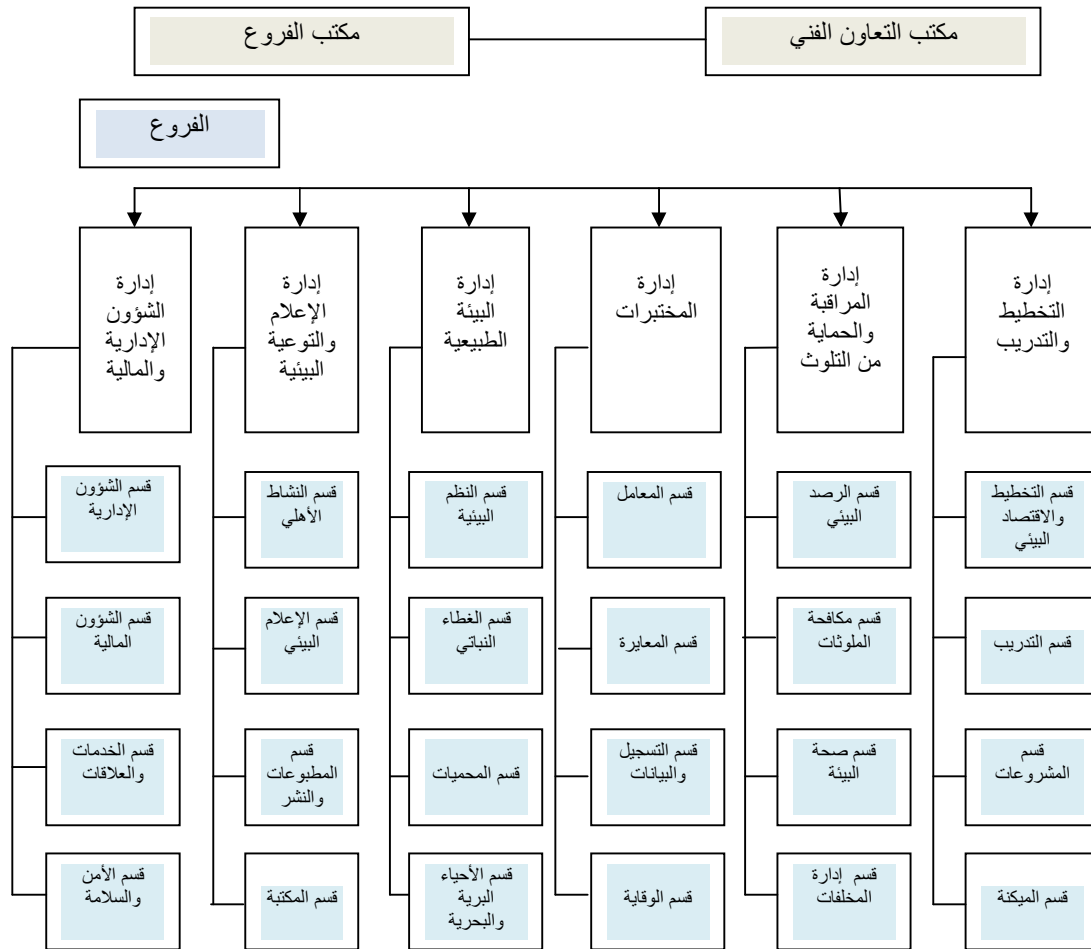 مكتب التعاون الفني
مكتب الفروع
الفروع
إدارة
التخطيط
والتدريب
إدارة
المراقبة
والحماية
من التلوث
إدارة
المختبرات
إدارة
البيئة
الطبيعية
إدارة
الإعلام
والتوعية
البيئية
إدارة
الشؤون
الإدارية
والمالية
قسم التخطيط
والاقتصاد
البيئي
قسم الرصد
البيئي
قسم المعامل
قسم النظم
البيئية
قسم النشاط
الأهلي
قسم الشؤون
الإدارية
قسم التدريب
قسم مكافحة
الملوثات
قسم المعايرة
قسم الغطاء
النباتي
قسم الإعلام
البيئي
قسم الشؤون
المالية
قسم
المشروعات
قسم صحة
البيئة
قسم التسجيل
والبيانات
قسم المحميات
قسم
المطبوعات
والنشر
قسم الخدمات
والعلاقات
قسم الميكنة
قسم إدارة
المخلفات
قسم الوقاية
قسم الأحياء
البرية
والبحرية
قسم المكتبة
قسم الأمن
والسلامة